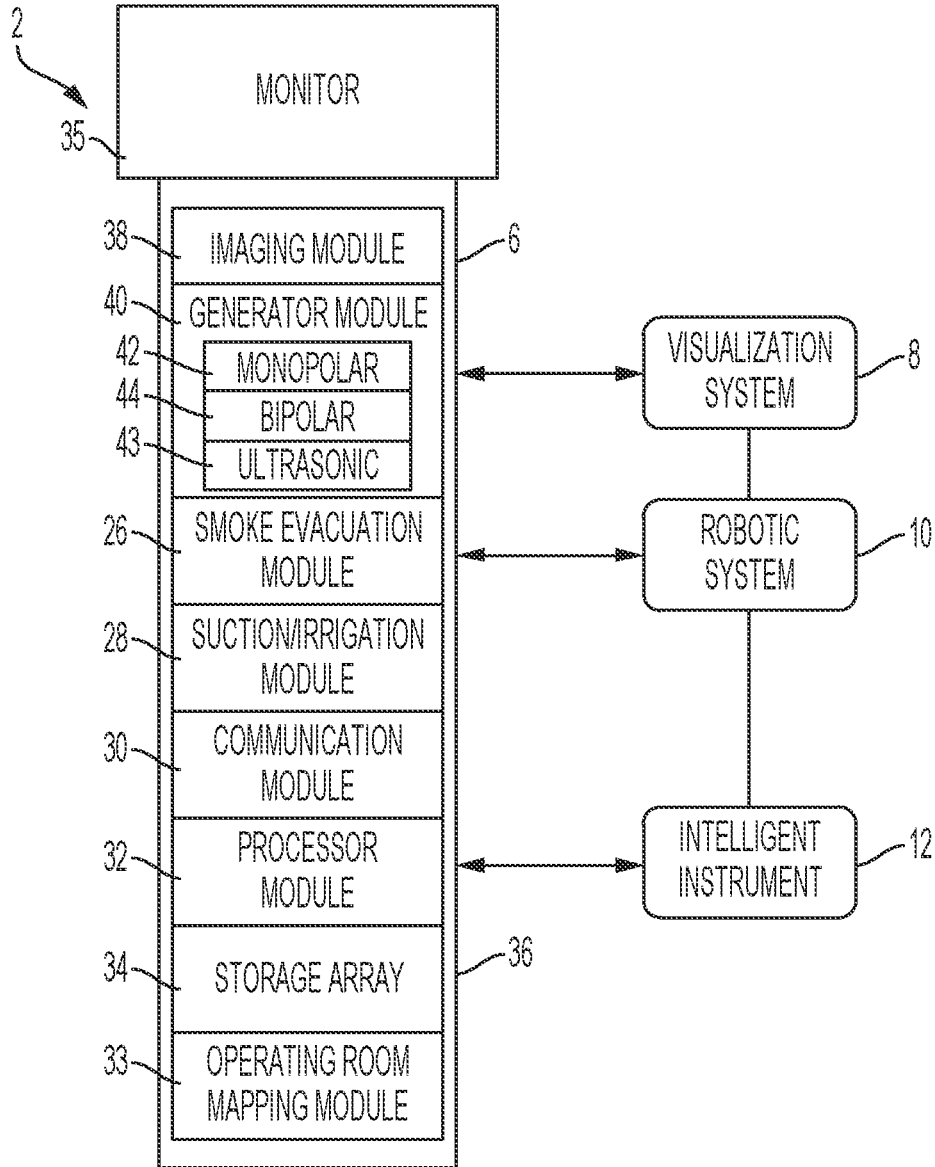 2
MONITOR
35
38
IMAGING MODULE
6
40
GENERATOR MODULE
42
MONOPOLAR
44
BIPOLAR
43
ULTRASONIC
VISUALIZATION
SYSTEM
8
26
SMOKE EVACUATION
MODULE
ROBOTIC
SYSTEM
10
28
SUCTION/IRRIGATION
MODULE
30
COMMUNICATION
MODULE
32
PROCESSOR
MODULE
INTELLIGENT
INSTRUMENT
12
34
STORAGE ARRAY
36
33
OPERATING ROOM
MAPPING MODULE